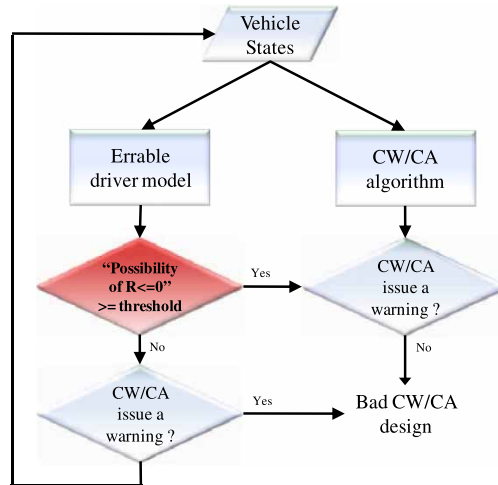 Vehicle
States
Errable
driver model
CW/CA
algorithm
“Possibility
of R<=0”
>= threshold
Yes
CW/CA
issue a
warning ?
No
No
CW/CA
issue a
warning ?
Yes
Bad CW/CA
design